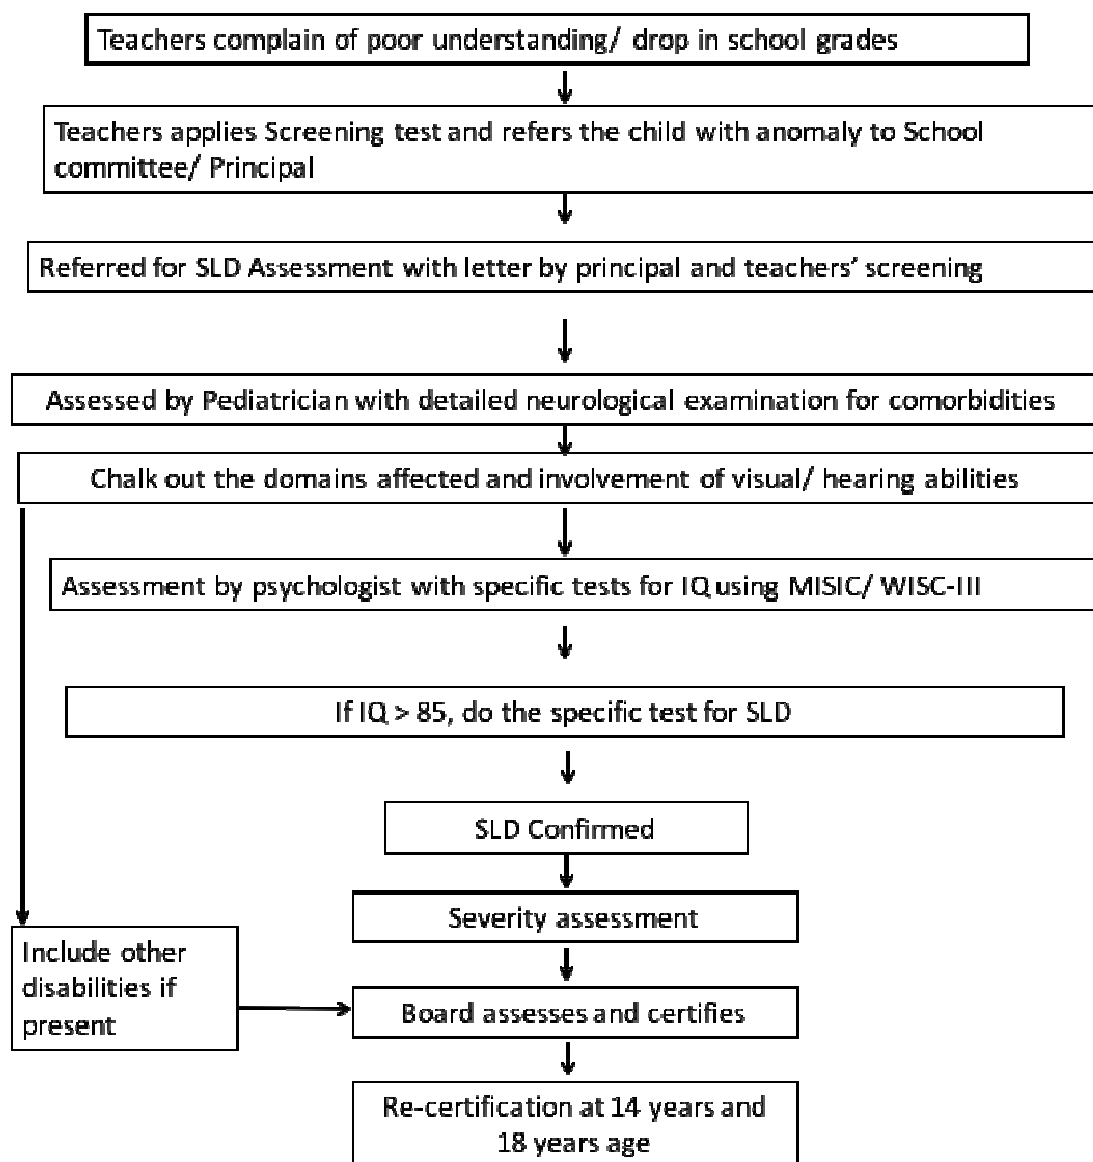 Teachers complain of poor understanding/ drop in school grades
Teachers applies Screening test and refers the child with anomaly to School
committee/ Principal
Referred for SLD Assessment with letter by principal and teachers' screening
Assessed by Pediatrician with detailed neurological examination for comorbidities
Chalk out the domains affected and involvement of visual/ hearing abilities
Assessment by psychologist with specific tests for IQ using MISIC/ WISC-III
If IQ > 85, do the specific test for SLD
SLD Confirmed
Severity assessment
Include other
disabilities if
present
Board assesses and certifies
Re-certification at 14 years and
18 years age